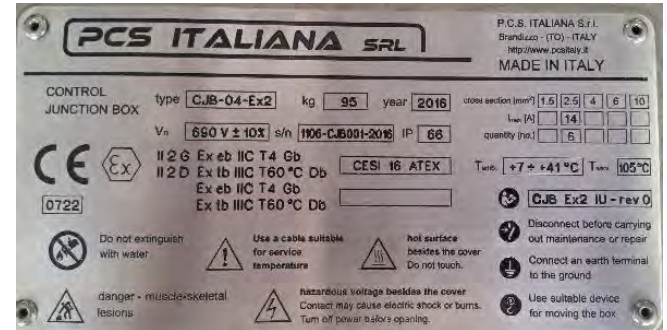 PCS ITALIANA SRL
P.C.S. ITALIANA S.r.l.
Brandizzo - (TO) - ITALY
http://www.pcsitaly.it
MADE IN ITALY
CONTROL
JUNCTION BOX
type CJB-04-Ex2 kg 95 year 2016
cross section (mm²) 1.5 2.5 4 6 10
Imax [A] 14
quantity (no.) 6
Vn 690 V ± 10% s/n 1106-CJB001-2016 IP 66
CE Ex
0722
II 2 G Ex eb IIC T4 Gb
II 2 D Ex tb IIIC T60 °C Db
Ex eb IIC T4 Gb
Ex tb IIIC T60 °C Db
CESI 16 ATEX
Tamb. +7 ÷ +41 °C 105°C
CJB Ex2 IU - rev 0
Do not extinguish
with water
Use a cable suitable
for service
temperature
hot surface
besides the cover
Do not touch.
Disconnect before carrying
out maintenance or repair
Connect an earth terminal
to the ground
danger - muscle-skeletal
lesions
hazardous voltage besides the cover
Contact may cause electric shock or burns.
Turn off power before opening.
Use suitable device
for moving the box